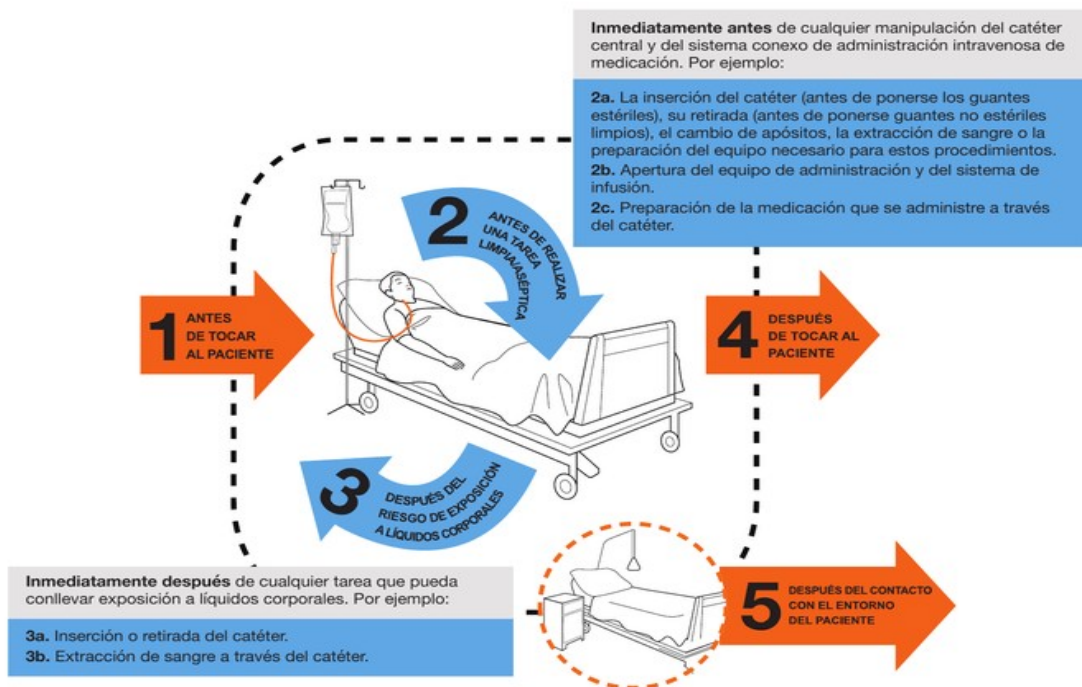 Inmediatamente antes de cualquier manipulación del catéter
central y del sistema conexo de administración intravenosa de
medicación. Por ejemplo:
2a. La inserción del catéter (antes de ponerse los guantes
estériles), su retirada (antes de ponerse guantes no estériles
limpios), el cambio de apósitos, la extracción de sangre o la
preparación del equipo necesario para estos procedimientos.
2b. Apertura del equipo de administración y del sistema de
infusión.
2c. Preparación de la medicación que se administre a través
del catéter.
1 ANTES
DE TOCAR
AL PACIENTE
2 ANTES DE REALIZAR
UNA TAREA
LIMPIA/ASÉPTICA
3 DESPUÉS DEL
RIESGO DE EXPOSICIÓN
A LÍQUIDOS CORPORALES
4 DESPUÉS
DE TOCAR AL
PACIENTE
Inmediatamente después de cualquier tarea que pueda
conllevar exposición a líquidos corporales. Por ejemplo:
3a. Inserción o retirada del catéter.
3b. Extracción de sangre a través del catéter.
5 DESPUÉS DEL CONTACTO
CON EL ENTORNO
DEL PACIENTE